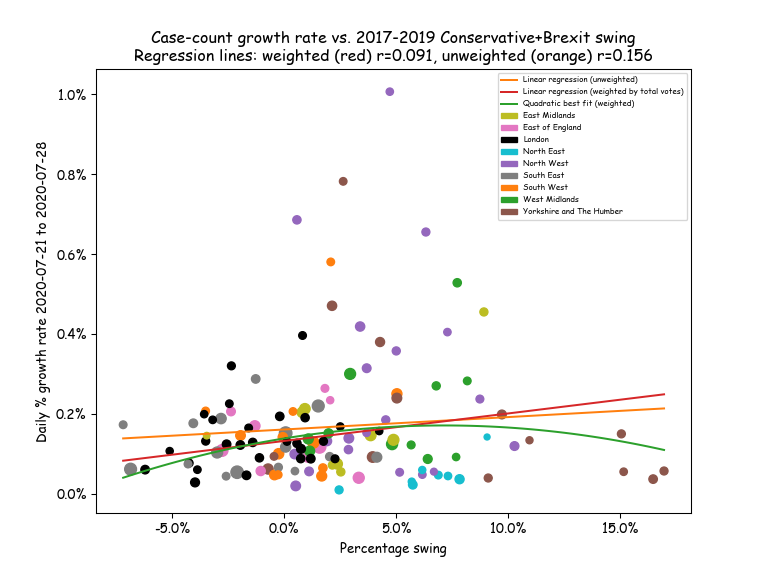 Case-count growth rate vs. 2017-2019 Conservative+Brexit swing
Regression lines: weighted (red) r=0.091, unweighted (orange) r=0.156
Linear regression (unweighted)
Linear regression (weighted by total votes)
Quadratic best fit (weighted)
East Midlands
East of England
London
North East
North West
South East
South West
West Midlands
Yorkshire and The Humber
Daily % growth rate 2020-07-21 to 2020-07-28
1.0%
0.8%
0.6%
0.4%
0.2%
0.0%
-5.0%
0.0%
5.0%
10.0%
15.0%
Percentage swing